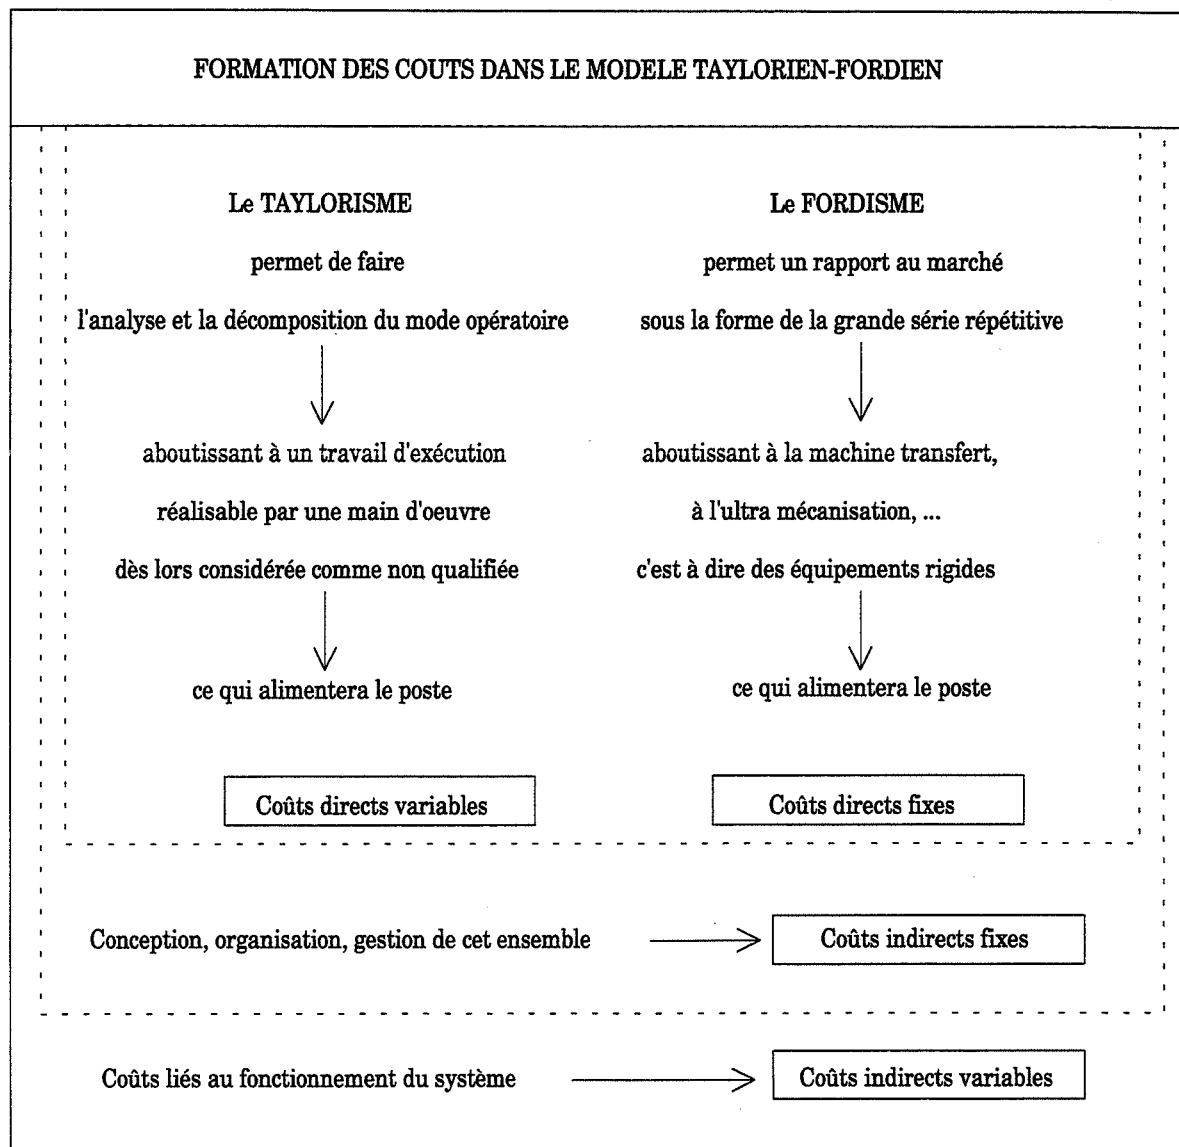 FORMATION DES COUTS DANS LE MODELE TAYLORIEN-FORDIEN
Le TAYLORISME
permet de faire
l'analyse et la décomposition du mode opératoire
aboutissant à un travail d'exécution
réalisable par une main d'oeuvre
dès lors considérée comme non qualifiée
ce qui alimentera le poste
Coûts directs variables
Le FORDISME
permet un rapport au marché
sous la forme de la grande série répétitive
aboutissant à la machine transfert,
à l'ultra mécanisation, ...
c'est à dire des équipements rigides
ce qui alimentera le poste
Coûts directs fixes
Conception, organisation, gestion de cet ensemble
Coûts indirects fixes
Coûts liés au fonctionnement du système
Coûts indirects variables